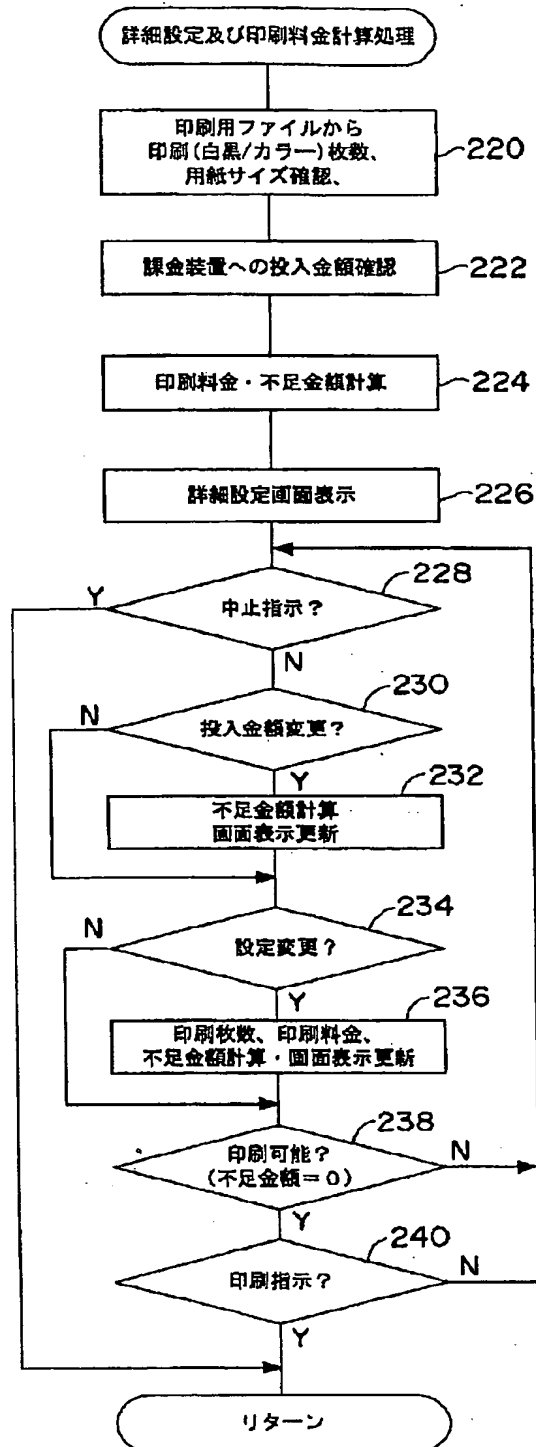 詳細設定及び印刷料金計算処理
印刷用ファイルから
印刷(白黒/カラー)枚数、
用紙サイズ確認、
220
課金装置への投入金額確認
222
印刷料金・不足金額計算
224
詳細設定画面表示
226
228
Y
中止指示？
N
230
N
投入金額変更？
Y
232
不足金額計算
画面表示更新
234
N
設定変更？
Y
236
印刷枚数、印刷料金、
不足金額計算・画面表示更新
238
印刷可能？
(不足金額＝0)
N
Y
240
印刷指示？
N
Y
リターン